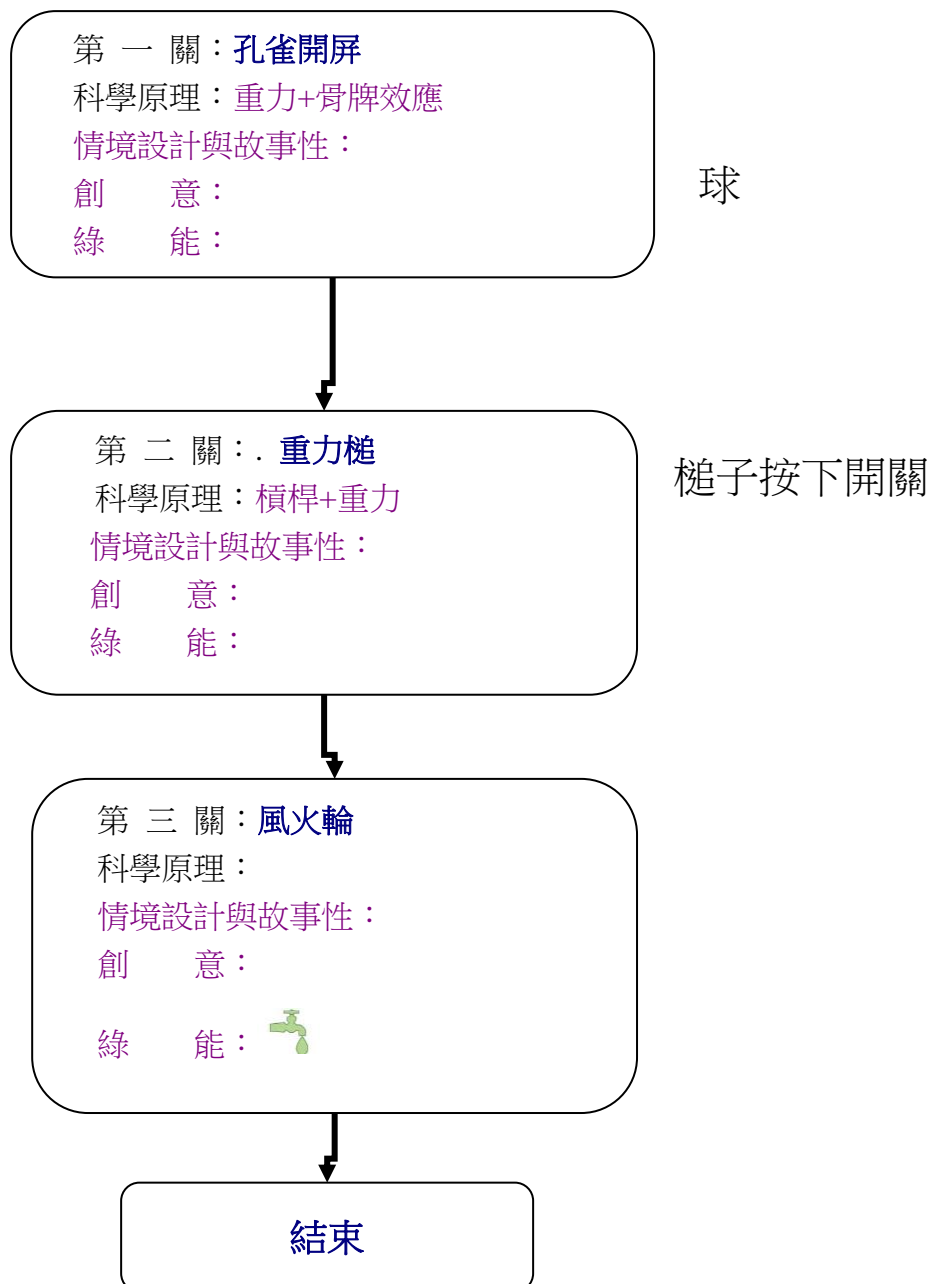 第 一 關：孔雀開屏
科學原理：重力+骨牌效應
情境設計與故事性：
創 意：
綠 能：
球
第 二 關：. 重力槌
科學原理：槓桿+重力
情境設計與故事性：
創 意：
綠 能：
槌子按下開關
第 三 關：風火輪
科學原理：
情境設計與故事性：
創 意：
綠 能：
結束